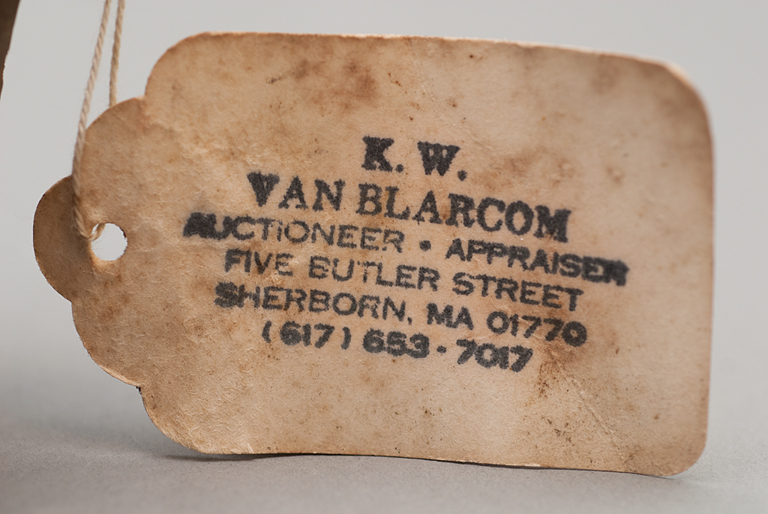 K. W.
VAN BLARCOM
AUCTIONEER • APPRAISER
FIVE BUTLER STREET
SHERBORN, MA 01770
(617) 653-7017